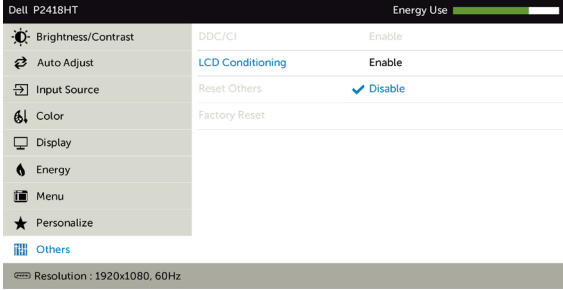 Dell P2418HT Energy Use
Brightness/Contrast DDC/CI Enable
Auto Adjust LCD Conditioning Enable
Input Source Reset Others Disable
Color Factory Reset
Display
Energy
Menu
Personalize
Others
Resolution : 1920x1080, 60Hz